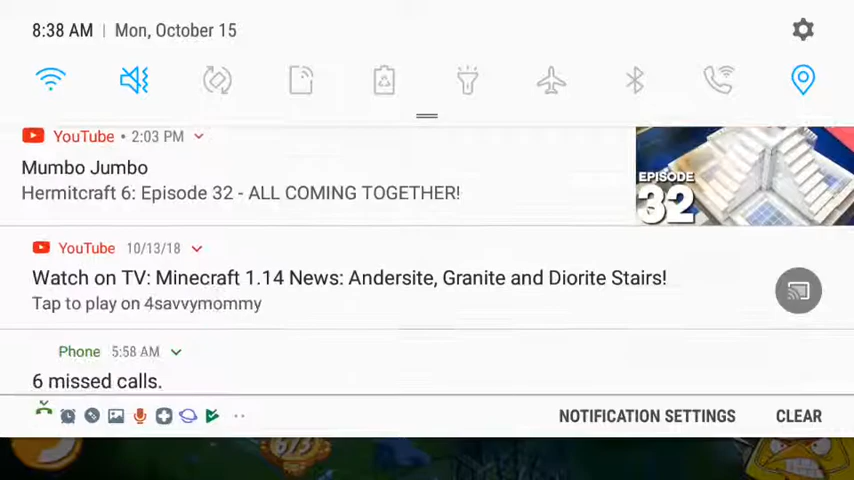 8:38 AM | Mon, October 15
YouTube • 2:03 PM
Mumbo Jumbo
Hermitcraft 6: Episode 32 - ALL COMING TOGETHER!
EPISODE
32
YouTube 10/13/18
Watch on TV: Minecraft 1.14 News: Andersite, Granite and Diorite Stairs!
Tap to play on 4savvymommy
Phone 5:58 AM
6 missed calls.
NOTIFICATION SETTINGS CLEAR
673